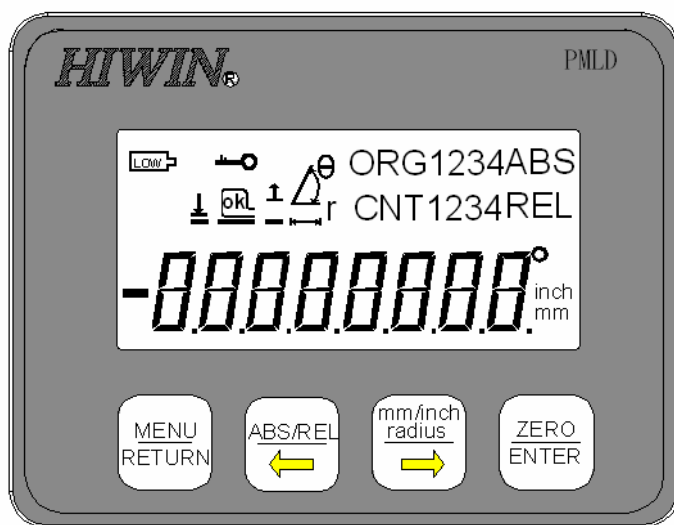 HIWIN®
PMLD
LOW
θ
ORG1234ABS
ok
r
CNT1234REL
-8.8.8.8.8.8.8.8.°
inch
mm
MENU
RETURN
ABS/REL
mm/inch
radius
ZERO
ENTER